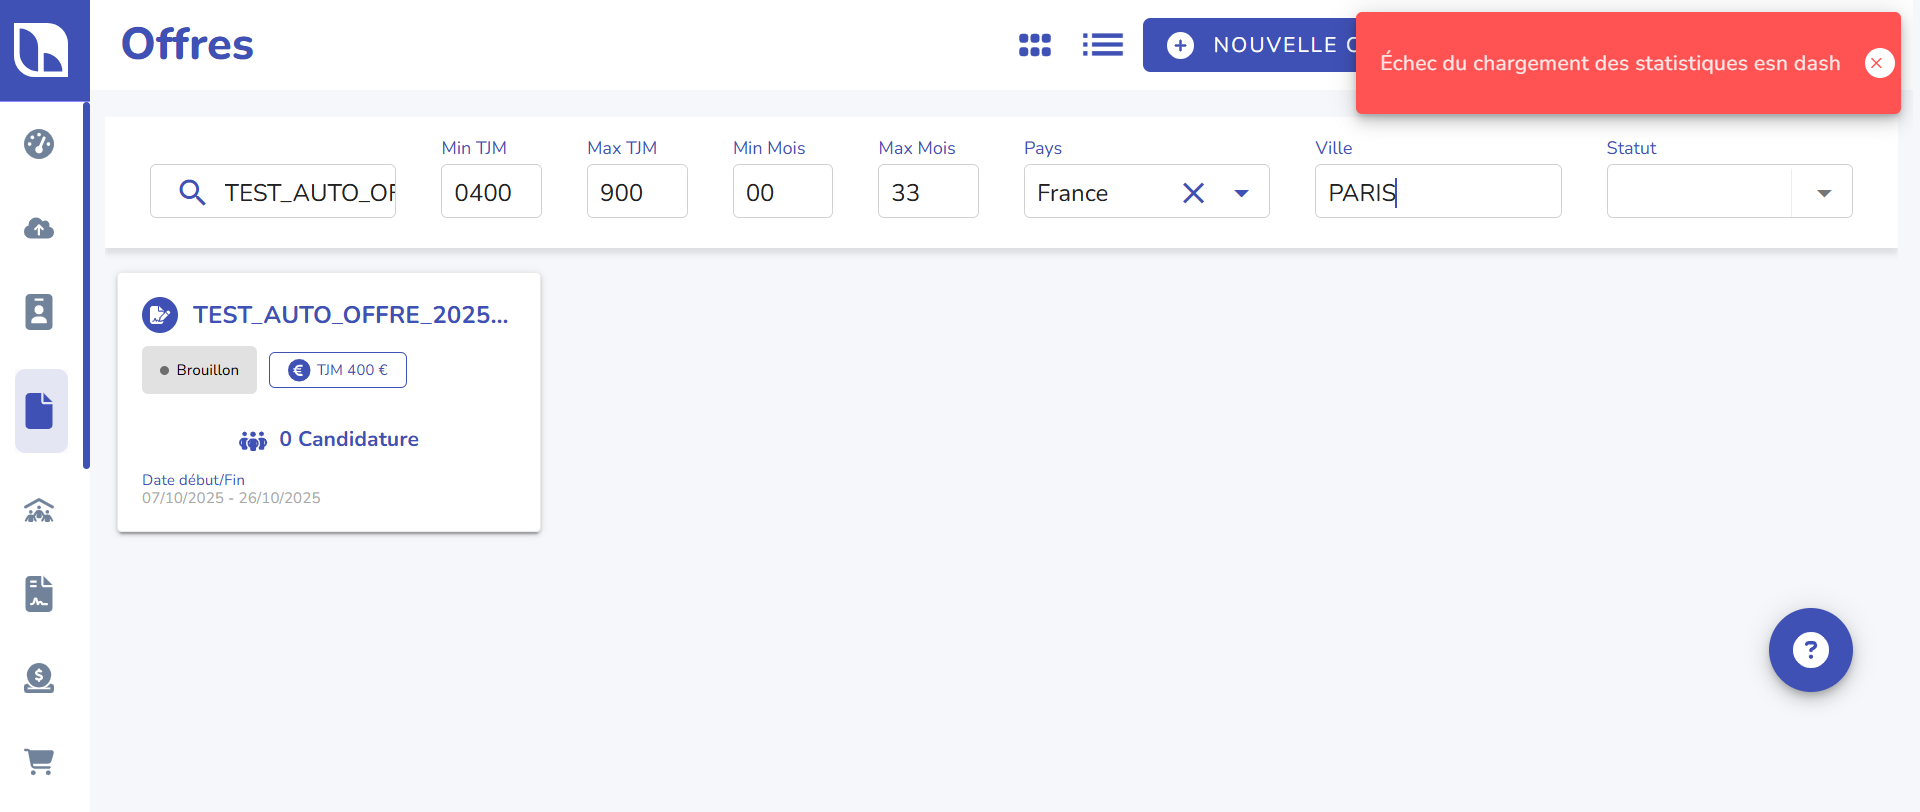 Offres
NOUVELLE
Échec du chargement des statistiques esn dash
Min TJM
Max TJM
Min Mois
Max Mois
Pays
Ville
Statut
TEST_AUTO_OF
0400
900
00
33
France
PARIS
TEST_AUTO_OFFRE_2025...
Brouillon
€ TJM 400 €
0 Candidature
Date début/Fin
07/10/2025 - 26/10/2025
?